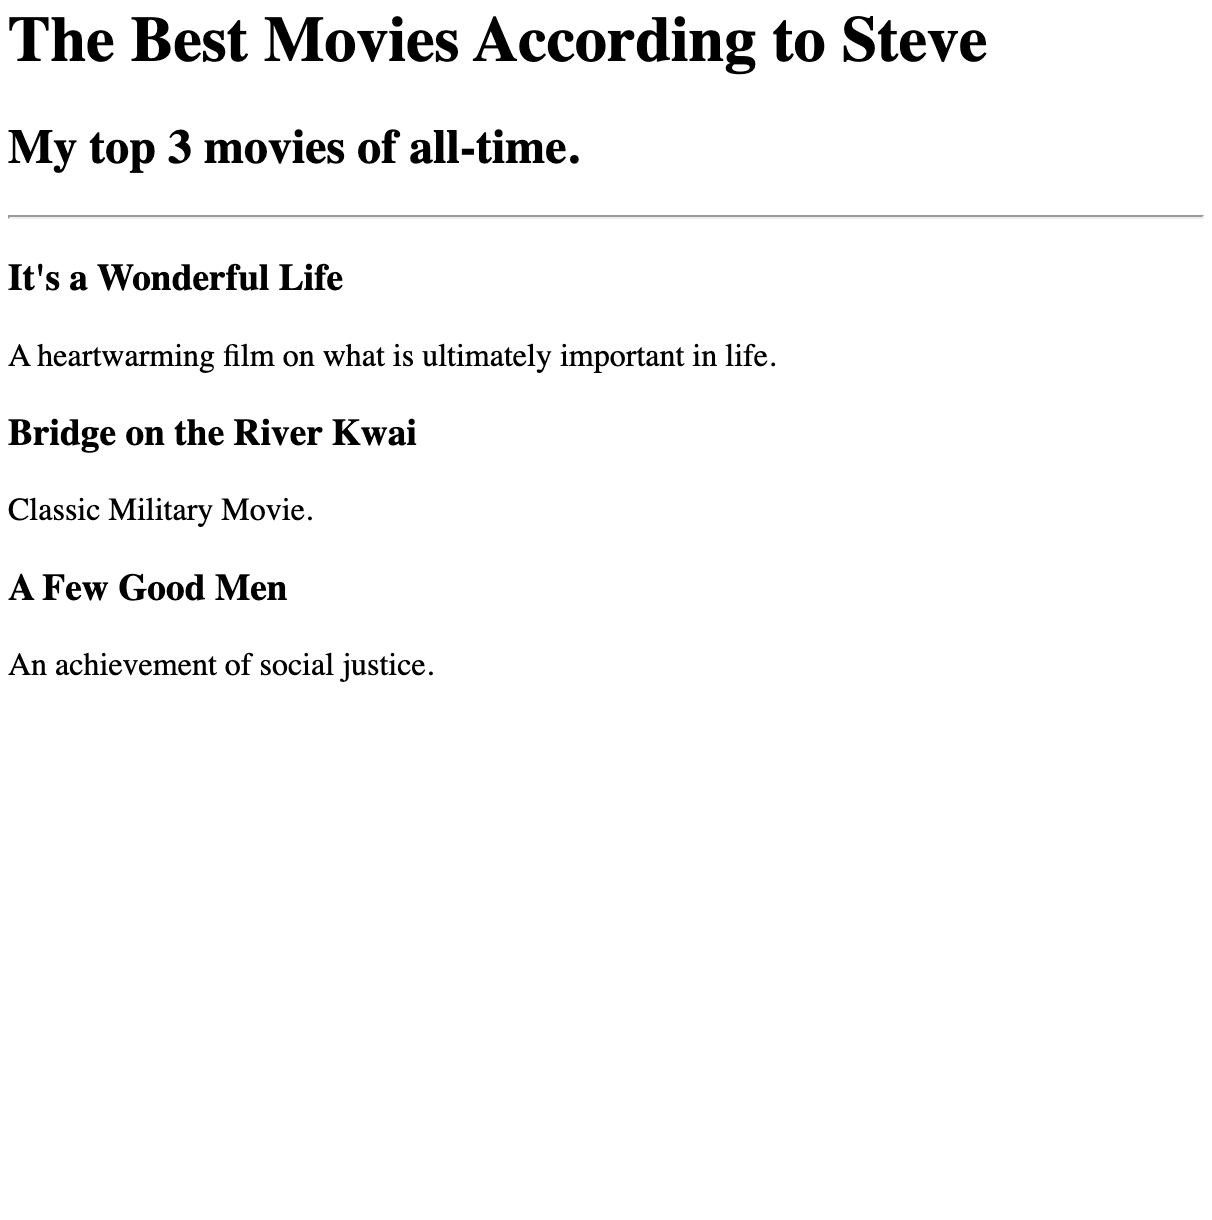 The Best Movies According to Steve
My top 3 movies of all-time.
It's a Wonderful Life
A heartwarming film on what is ultimately important in life.
Bridge on the River Kwai
Classic Military Movie.
A Few Good Men
An achievement of social justice.